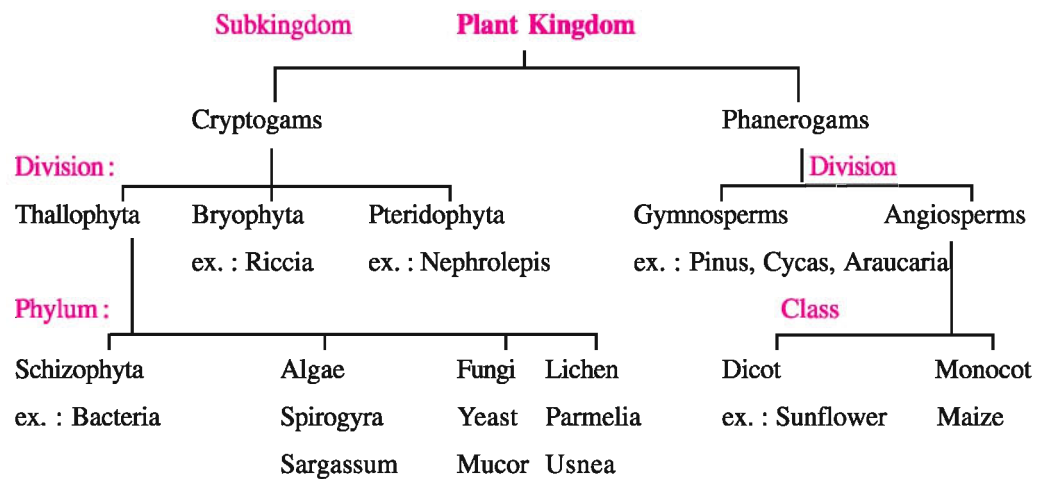 Subkingdom Plant Kingdom
Cryptogams Phanerogams
Division : Division
Thallophyta Bryophyta Pteridophyta Gymnosperms Angiosperms
ex. : Riccia ex. : Nephrolepis ex. : Pinus, Cycas, Araucaria
Phylum : Class
Schizophyta Algae Fungi Lichen Dicot Monocot
ex. : Bacteria Spirogyra Yeast Parmelia ex. : Sunflower Maize
Sargassum Mucor Usnea